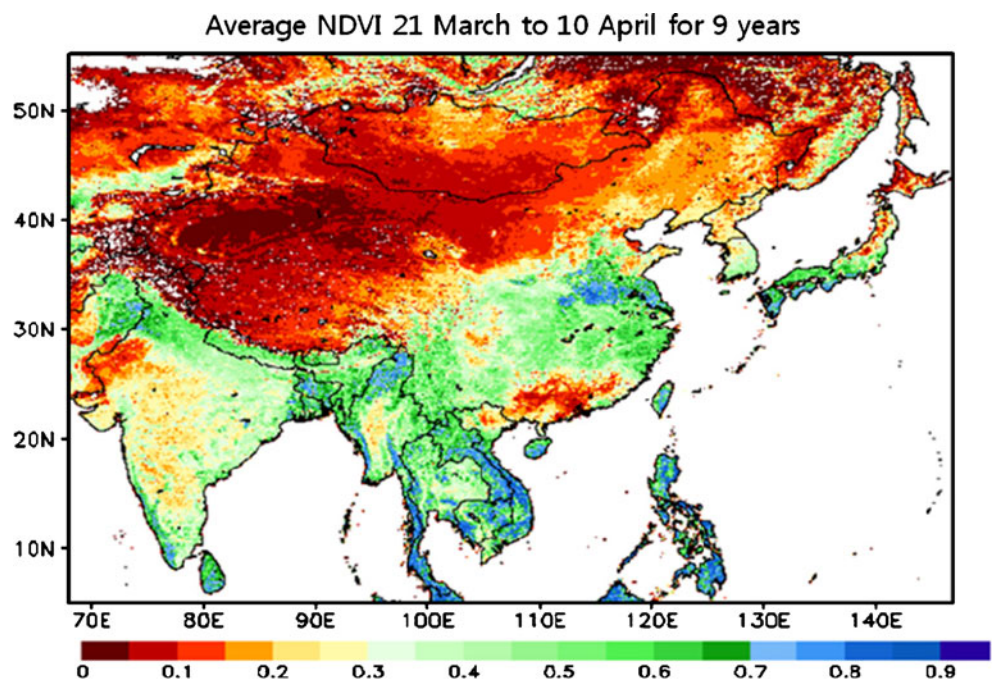 Average NDVI 21 March to 10 April for 9 years
50N
40N
30N
20N
10N
70E 80E 90E 100E 110E 120E 130E 140E
0 0.1 0.2 0.3 0.4 0.5 0.6 0.7 0.8 0.9